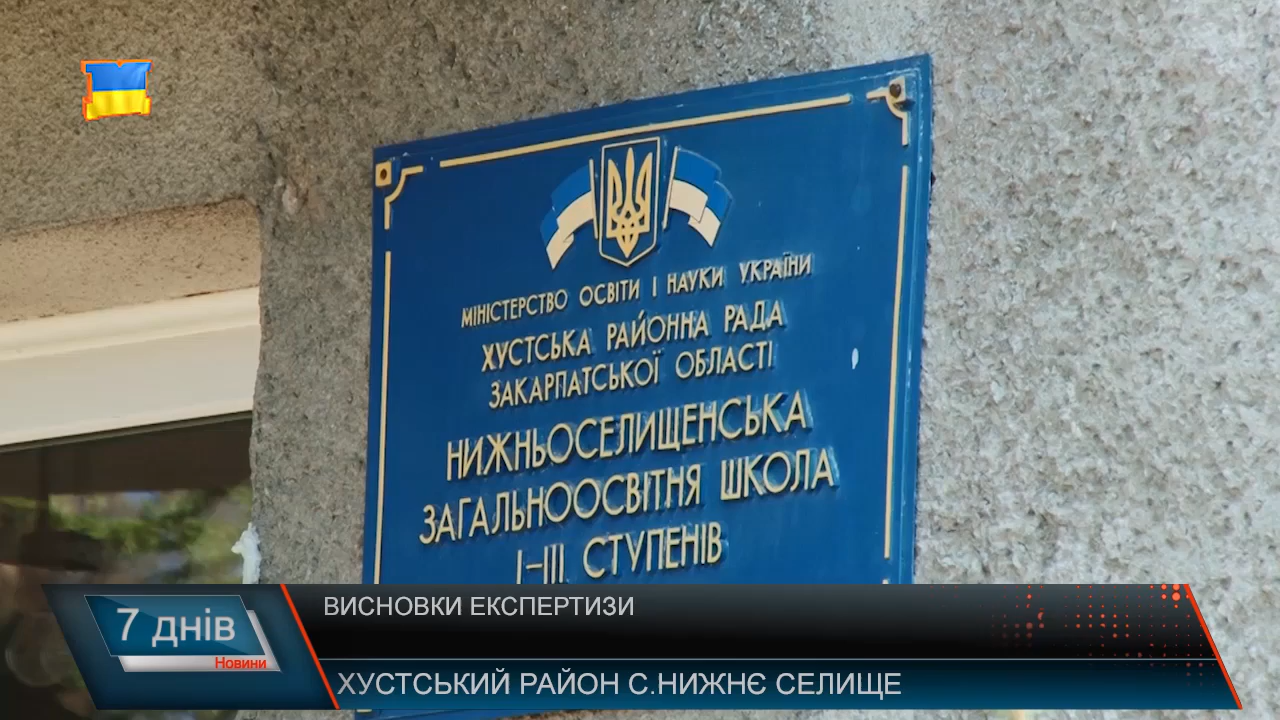 МІНІСТЕРСТВО ОСВІТИ І НАУКИ УКРАЇНИ
ХУСТСЬКА РАЙОННА РАДА
ЗАКАРПАТСЬКОЇ ОБЛАСТІ
НИЖНЬОСЕЛИЩЕНСЬКА
ЗАГАЛЬНООСВІТНЯ ШКОЛА
І-ІІІ СТУПЕНІВ
7 днів
Новини
ВИСНОВКИ ЕКСПЕРТИЗИ
ХУСТСЬКИЙ РАЙОН С.НИЖНЄ СЕЛИЩЕ